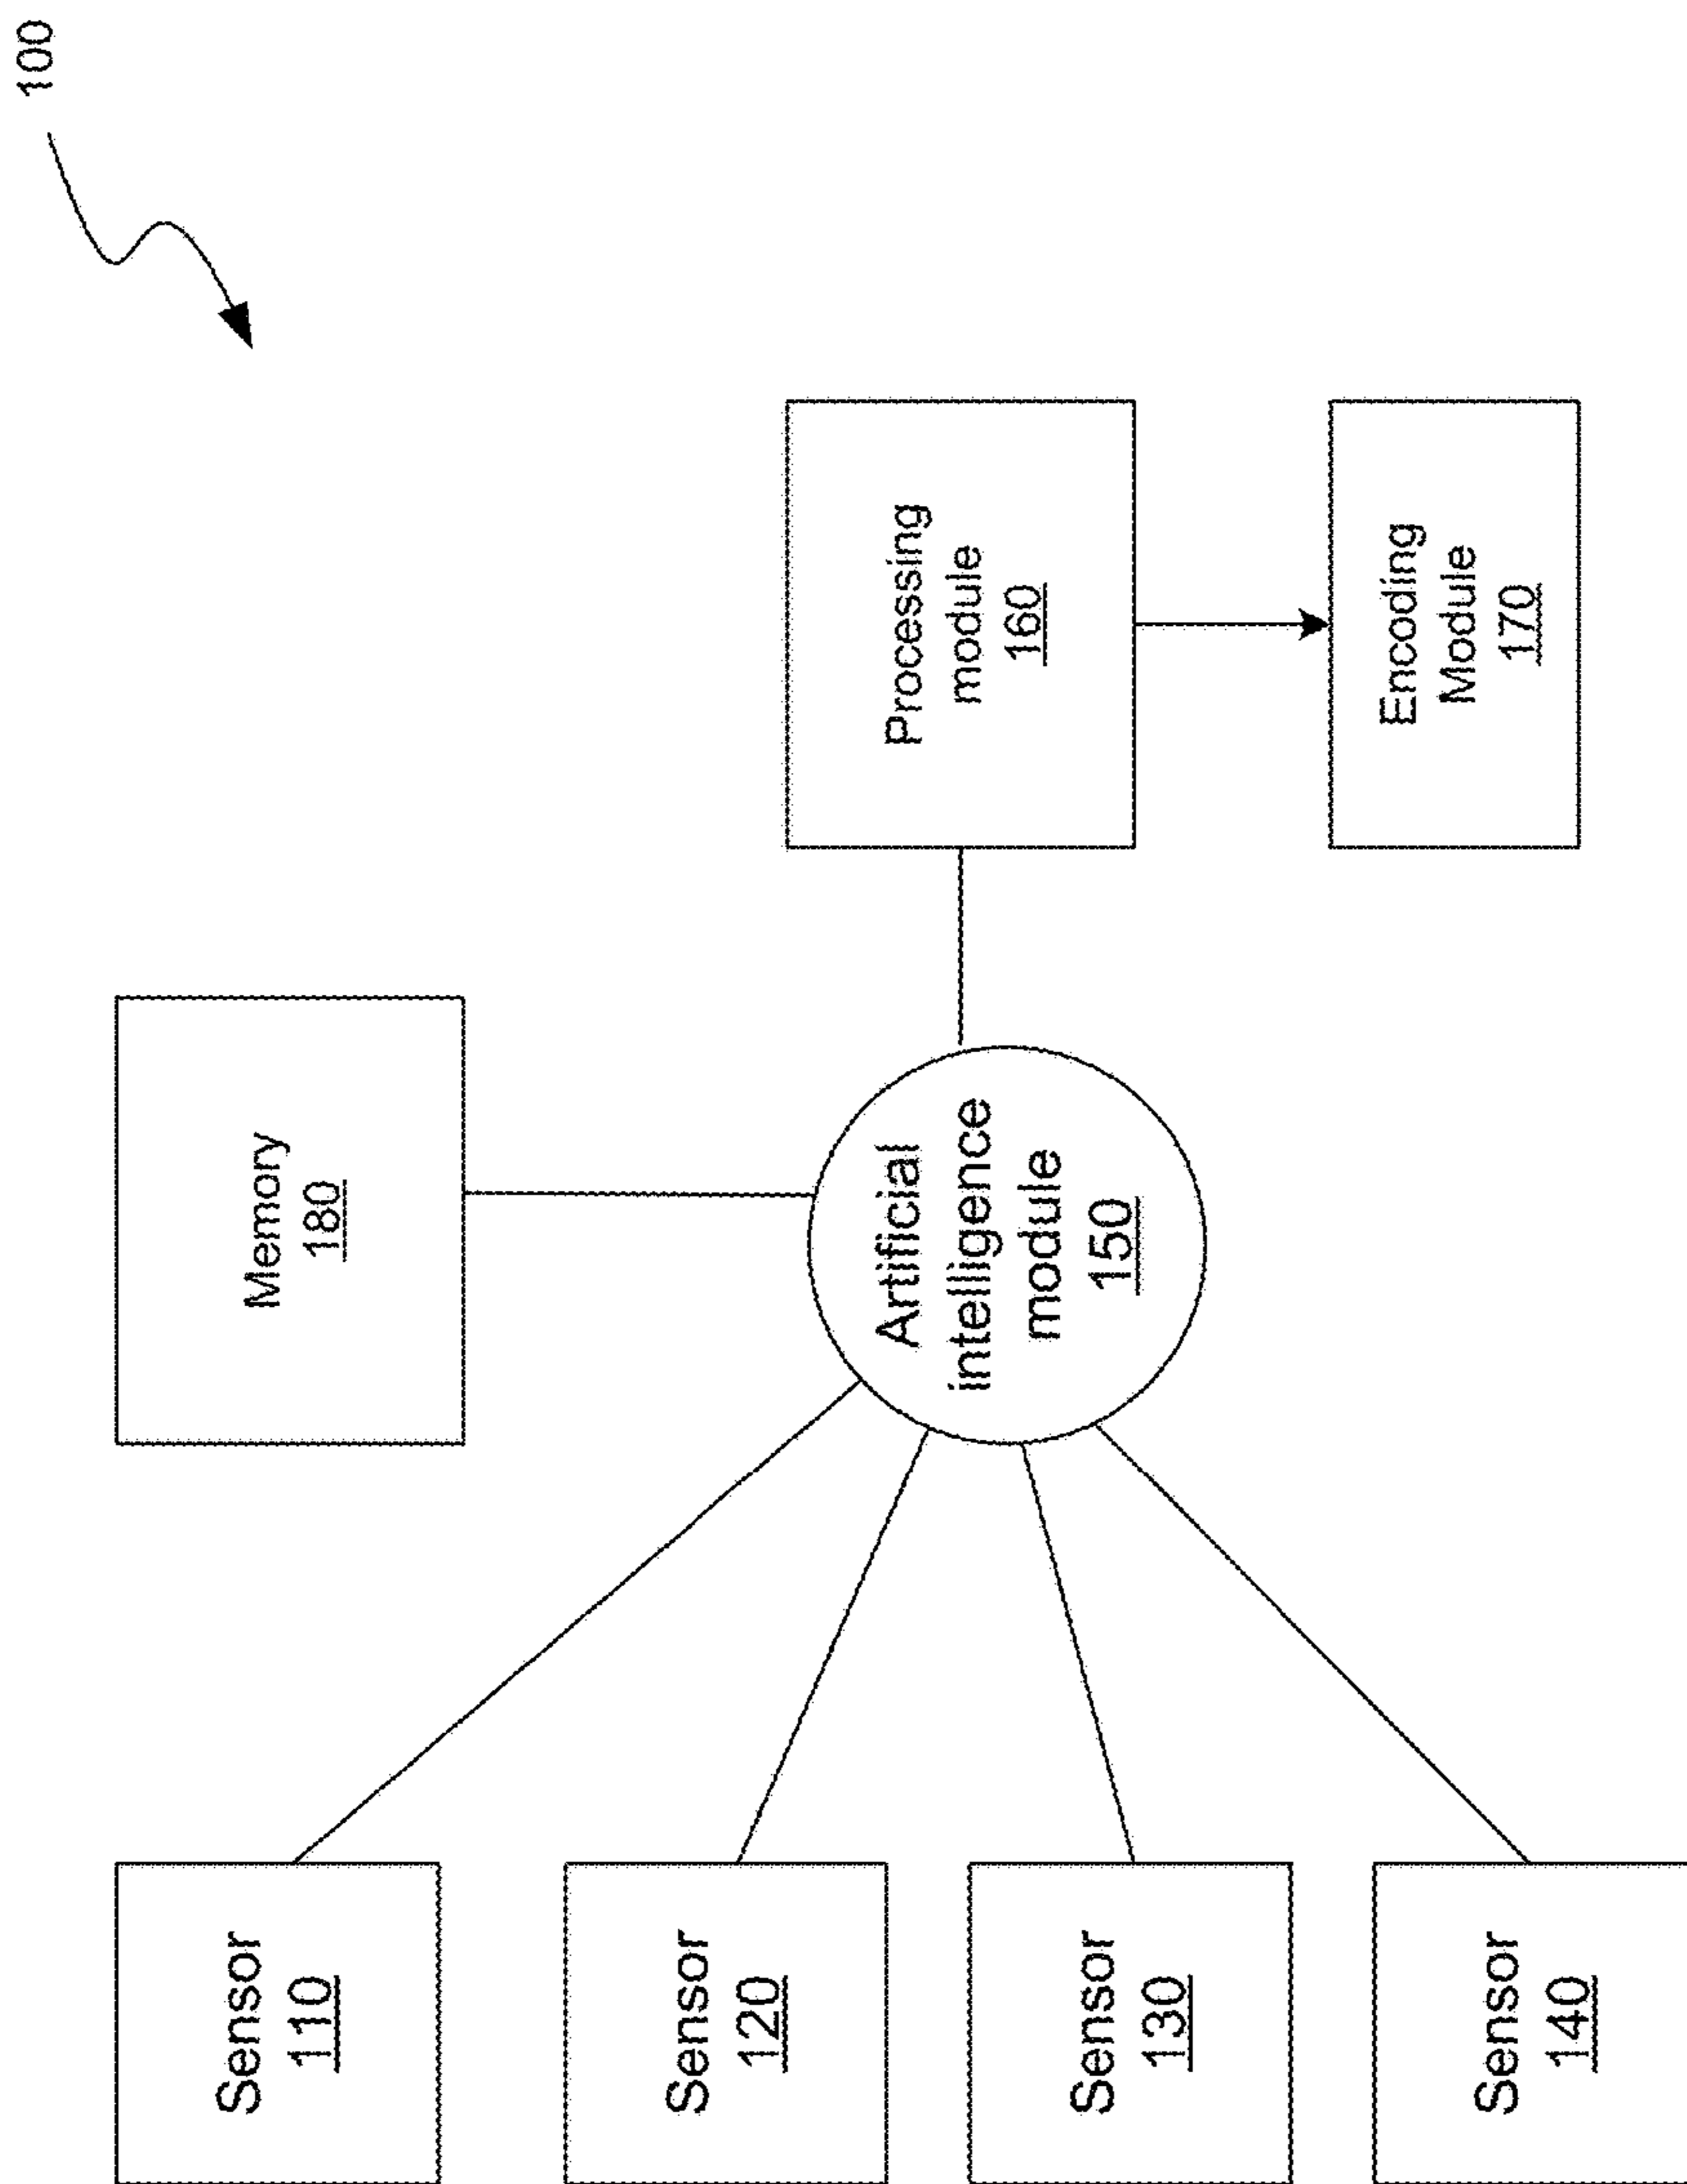 100
Memory
180
Processing
module
160
Encoding
Module
170
Artificial
intelligence
module
150
Sensor
110
Sensor
120
Sensor
130
Sensor
140